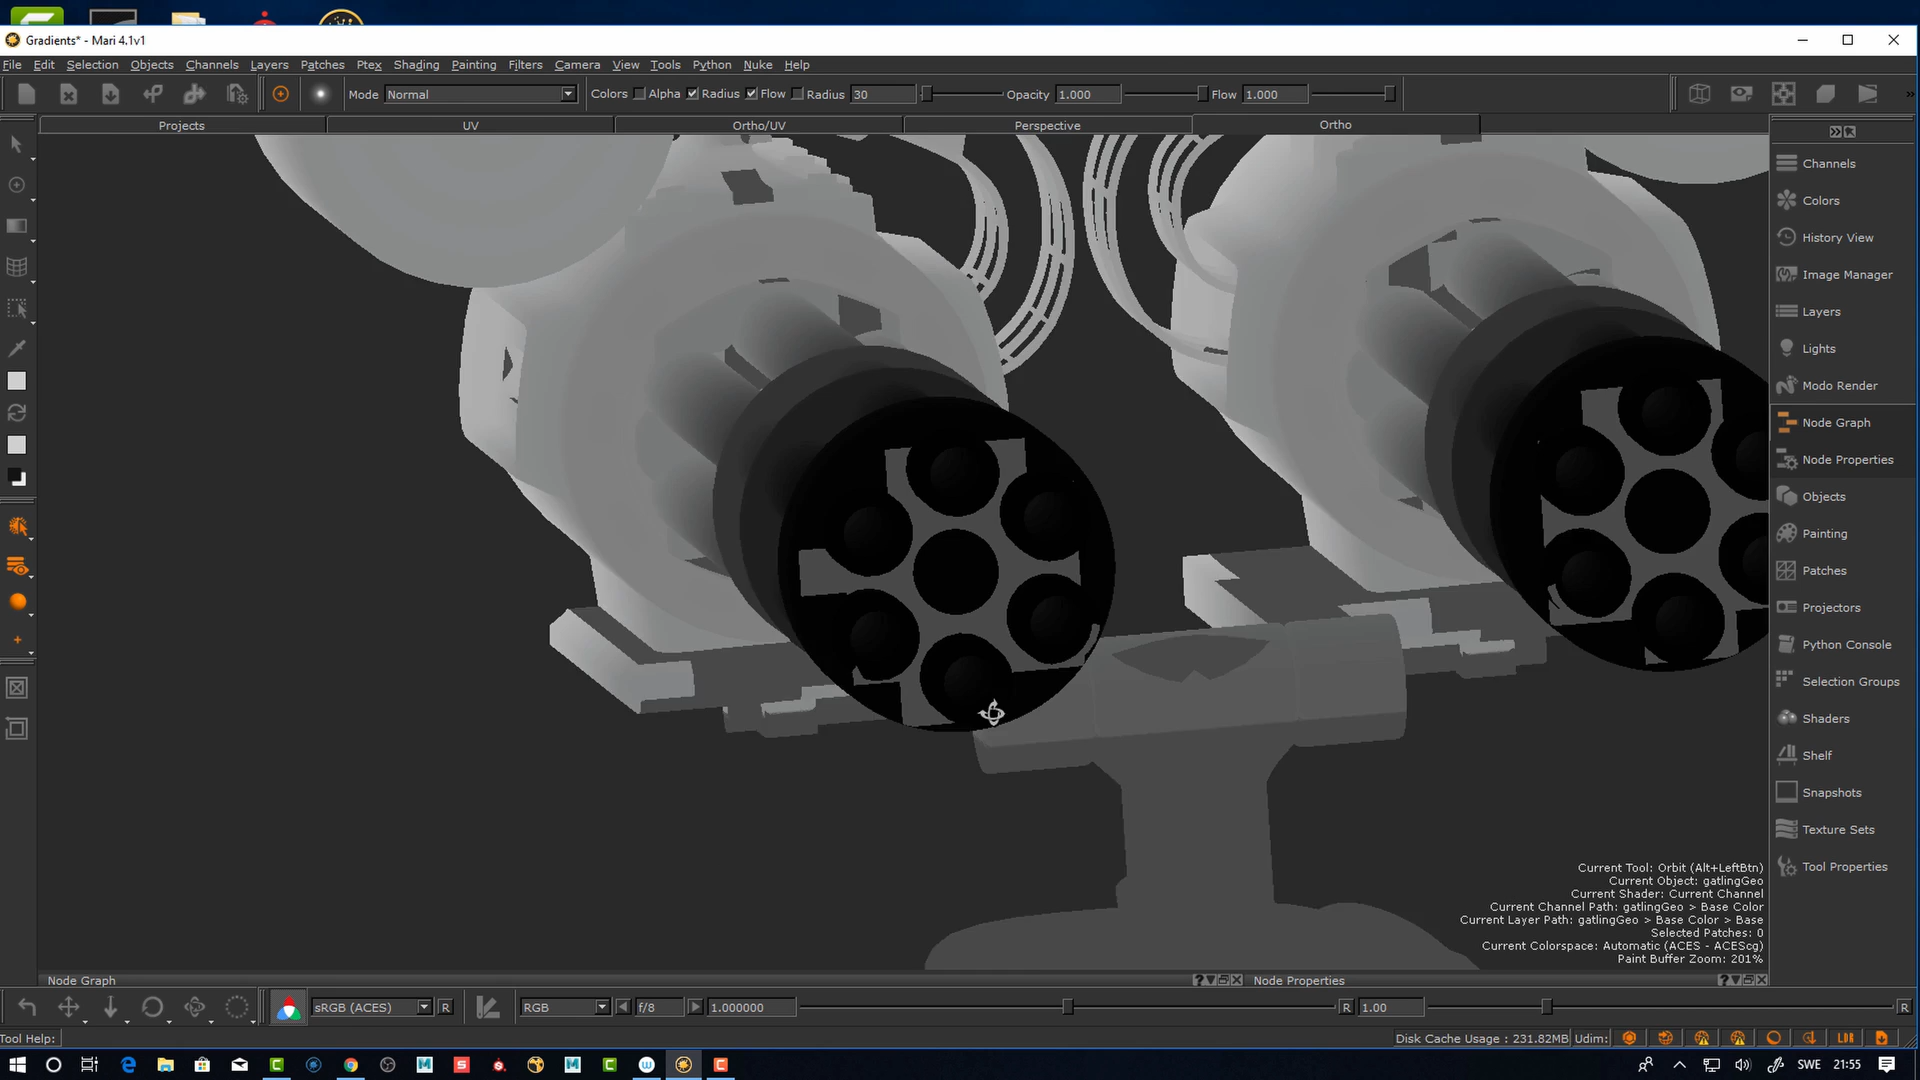 Gradients* - Mari 4.1v1
File Edit Selection Objects Channels Layers Patches Ptex Shading Painting Filters Camera View Tools Python Nuke Help
Mode Normal Colors Alpha Radius Flow Radius 30 Opacity 1.000 Flow 1.000
Projects UV Ortho/UV Perspective Ortho
Channels
Colors
History View
Image Manager
Layers
Lights
Modo Render
Node Graph
Node Properties
Objects
Painting
Patches
Projectors
Python Console
Selection Groups
Shaders
Shelf
Snapshots
Texture Sets
Tool Properties
Current Tool: Orbit (Alt+LeftBtn)
Current Object: gatlingGeo
Current Shader: Current Channel
Current Channel Path: gatlingGeo > Base Color
Current Layer Path: gatlingGeo > Base Color > Base
Selected Patches: 0
Current Colorspace: Automatic (ACES - ACEScg)
Paint Buffer Zoom: 201%
Node Graph Node Properties
sRGB (ACES) R RGB f/8 1.000000 R 1.00 R
Tool Help: Disk Cache Usage : 231.82MB Udim: LDR
SWE 21:55